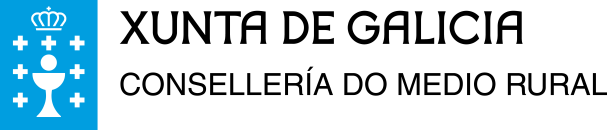 XUNTA DE GALICIA
CONSELLERÍA DO MEDIO RURAL